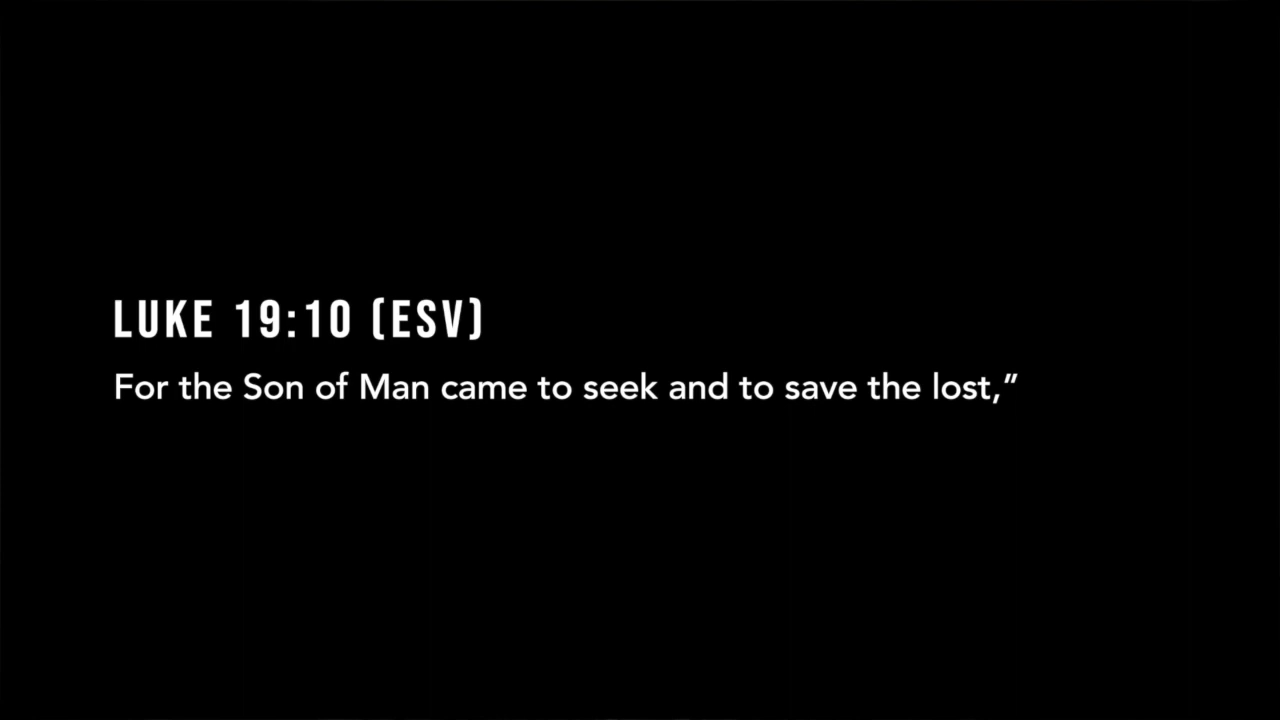 LUKE 19:10 (ESV)
For the Son of Man came to seek and to save the lost,”